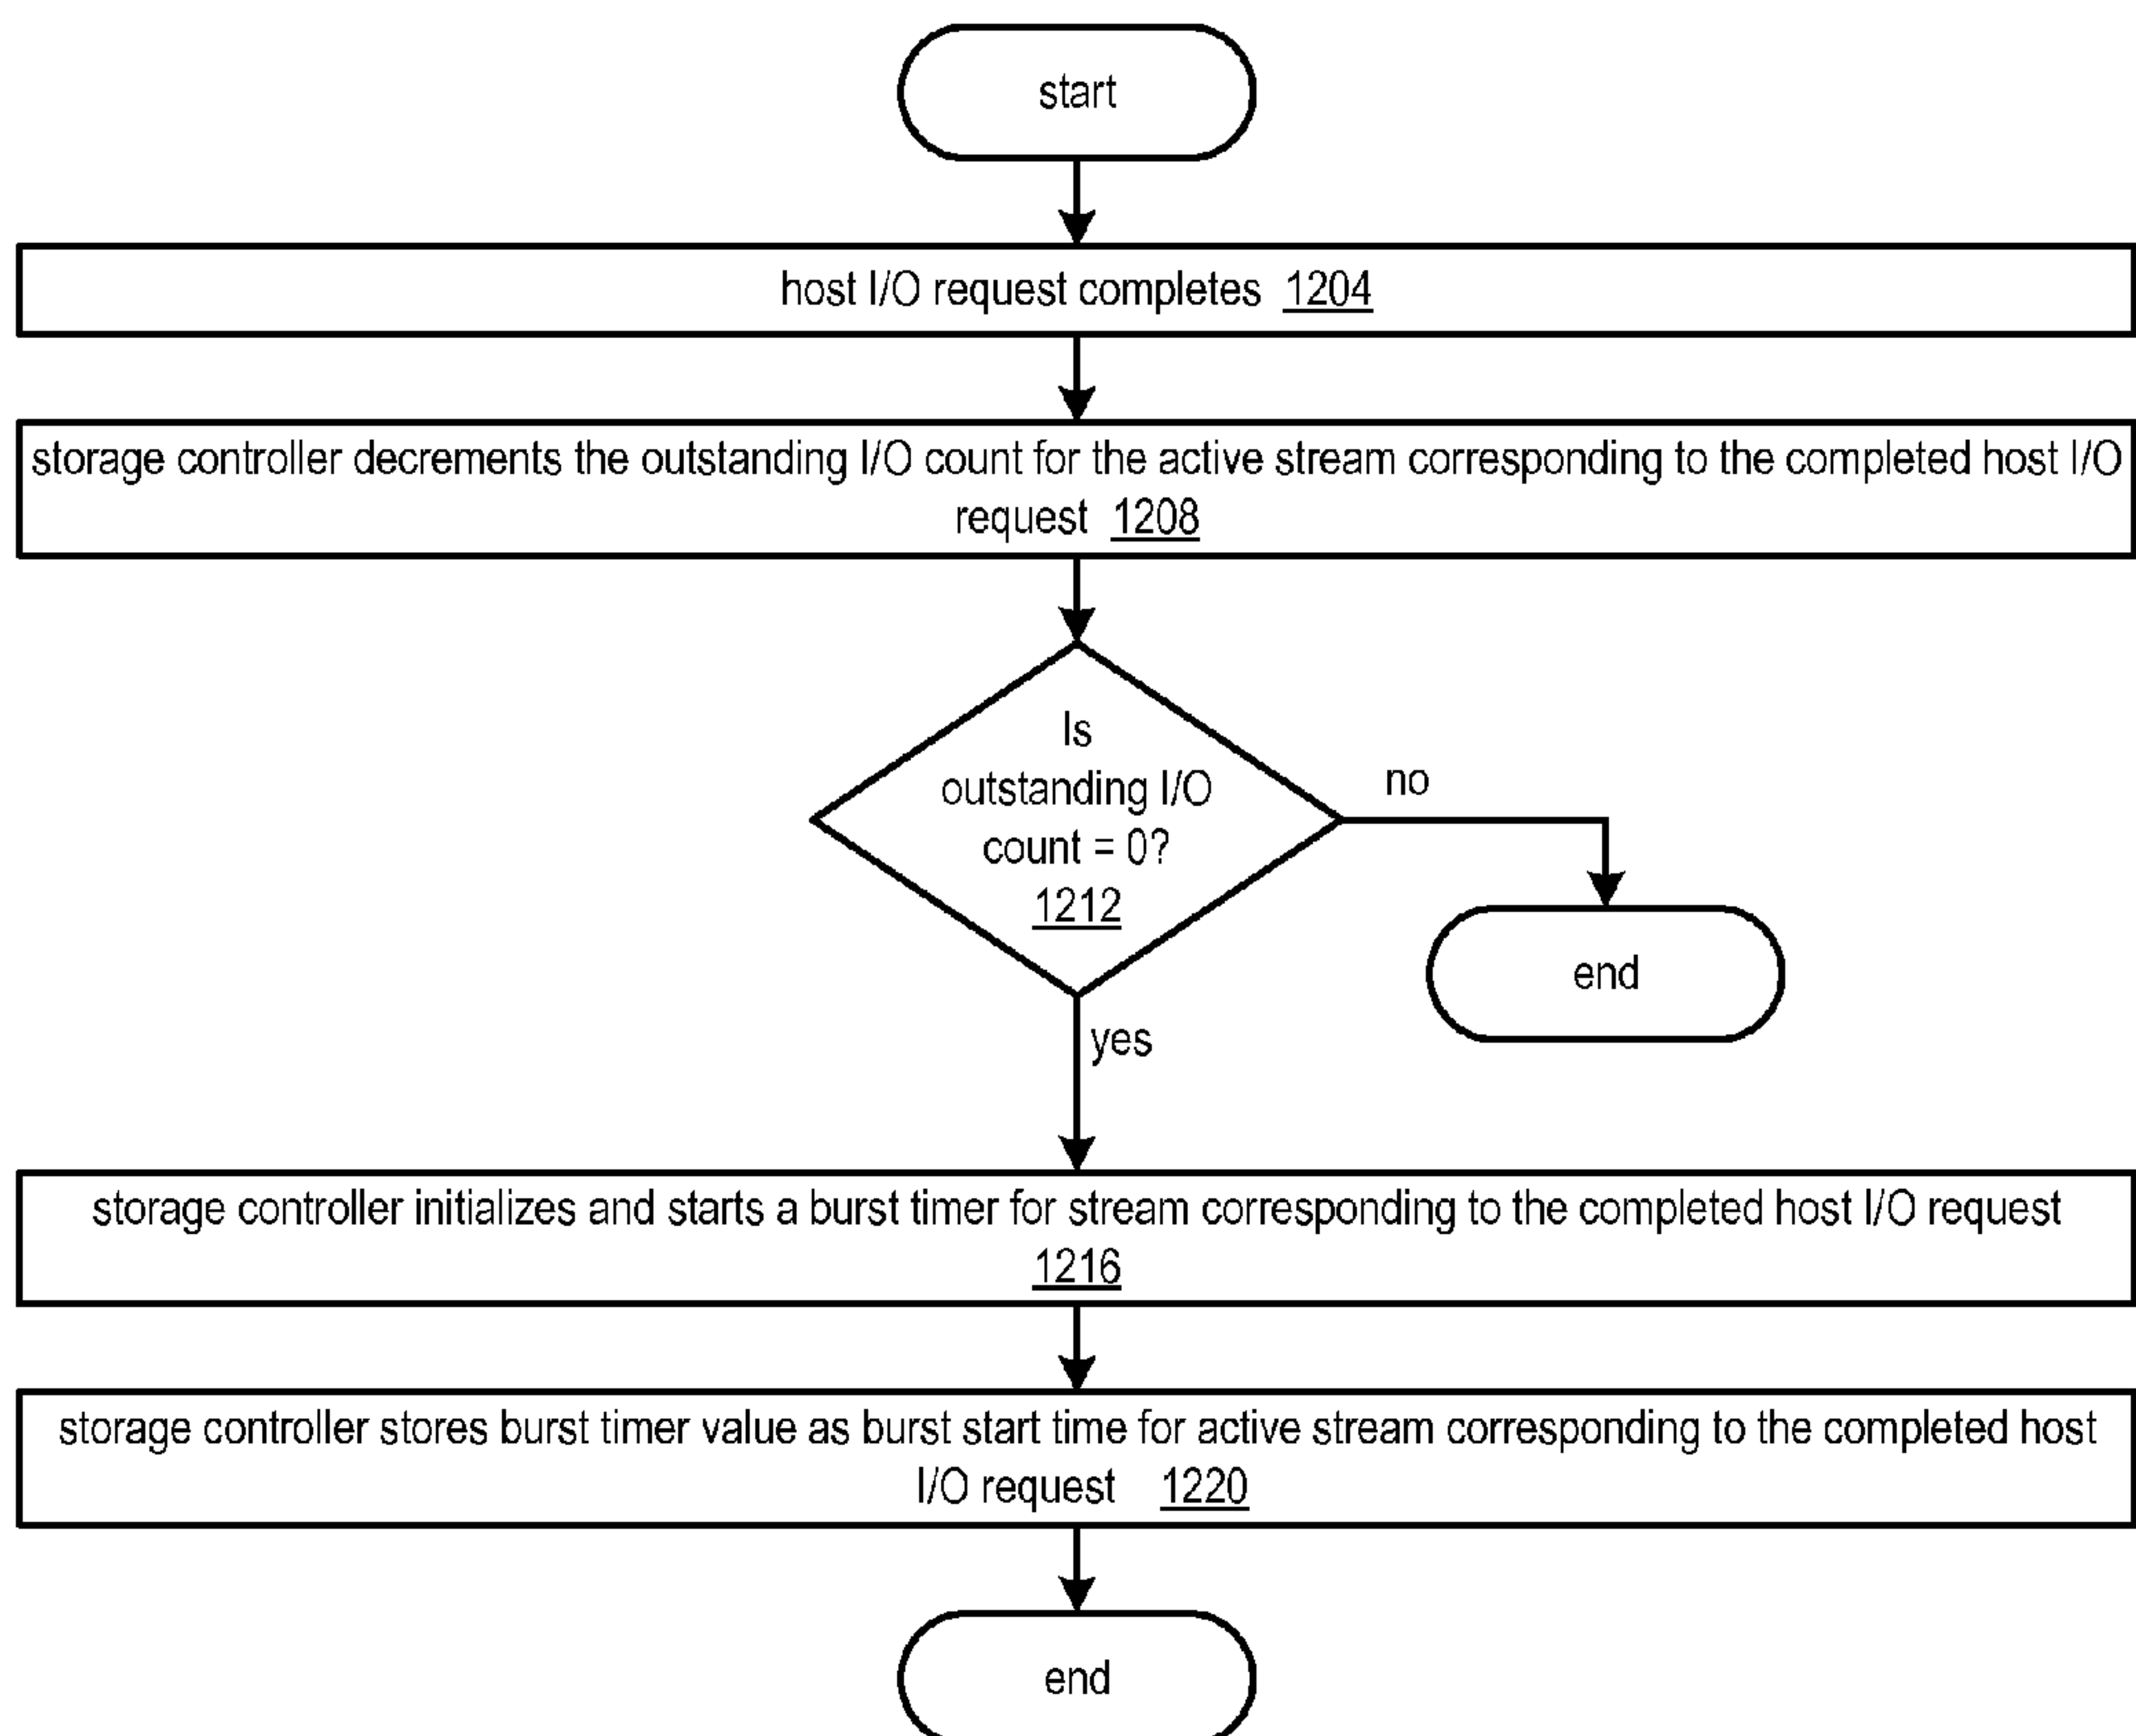 start
host I/O request completes 1204
storage controller decrements the outstanding I/O count for the active stream corresponding to the completed host I/O
request 1208
Is
outstanding I/O
count = 0?
1212
no
end
yes
storage controller initializes and starts a burst timer for stream corresponding to the completed host I/O request
1216
storage controller stores burst timer value as burst start time for active stream corresponding to the completed host
I/O request 1220
end